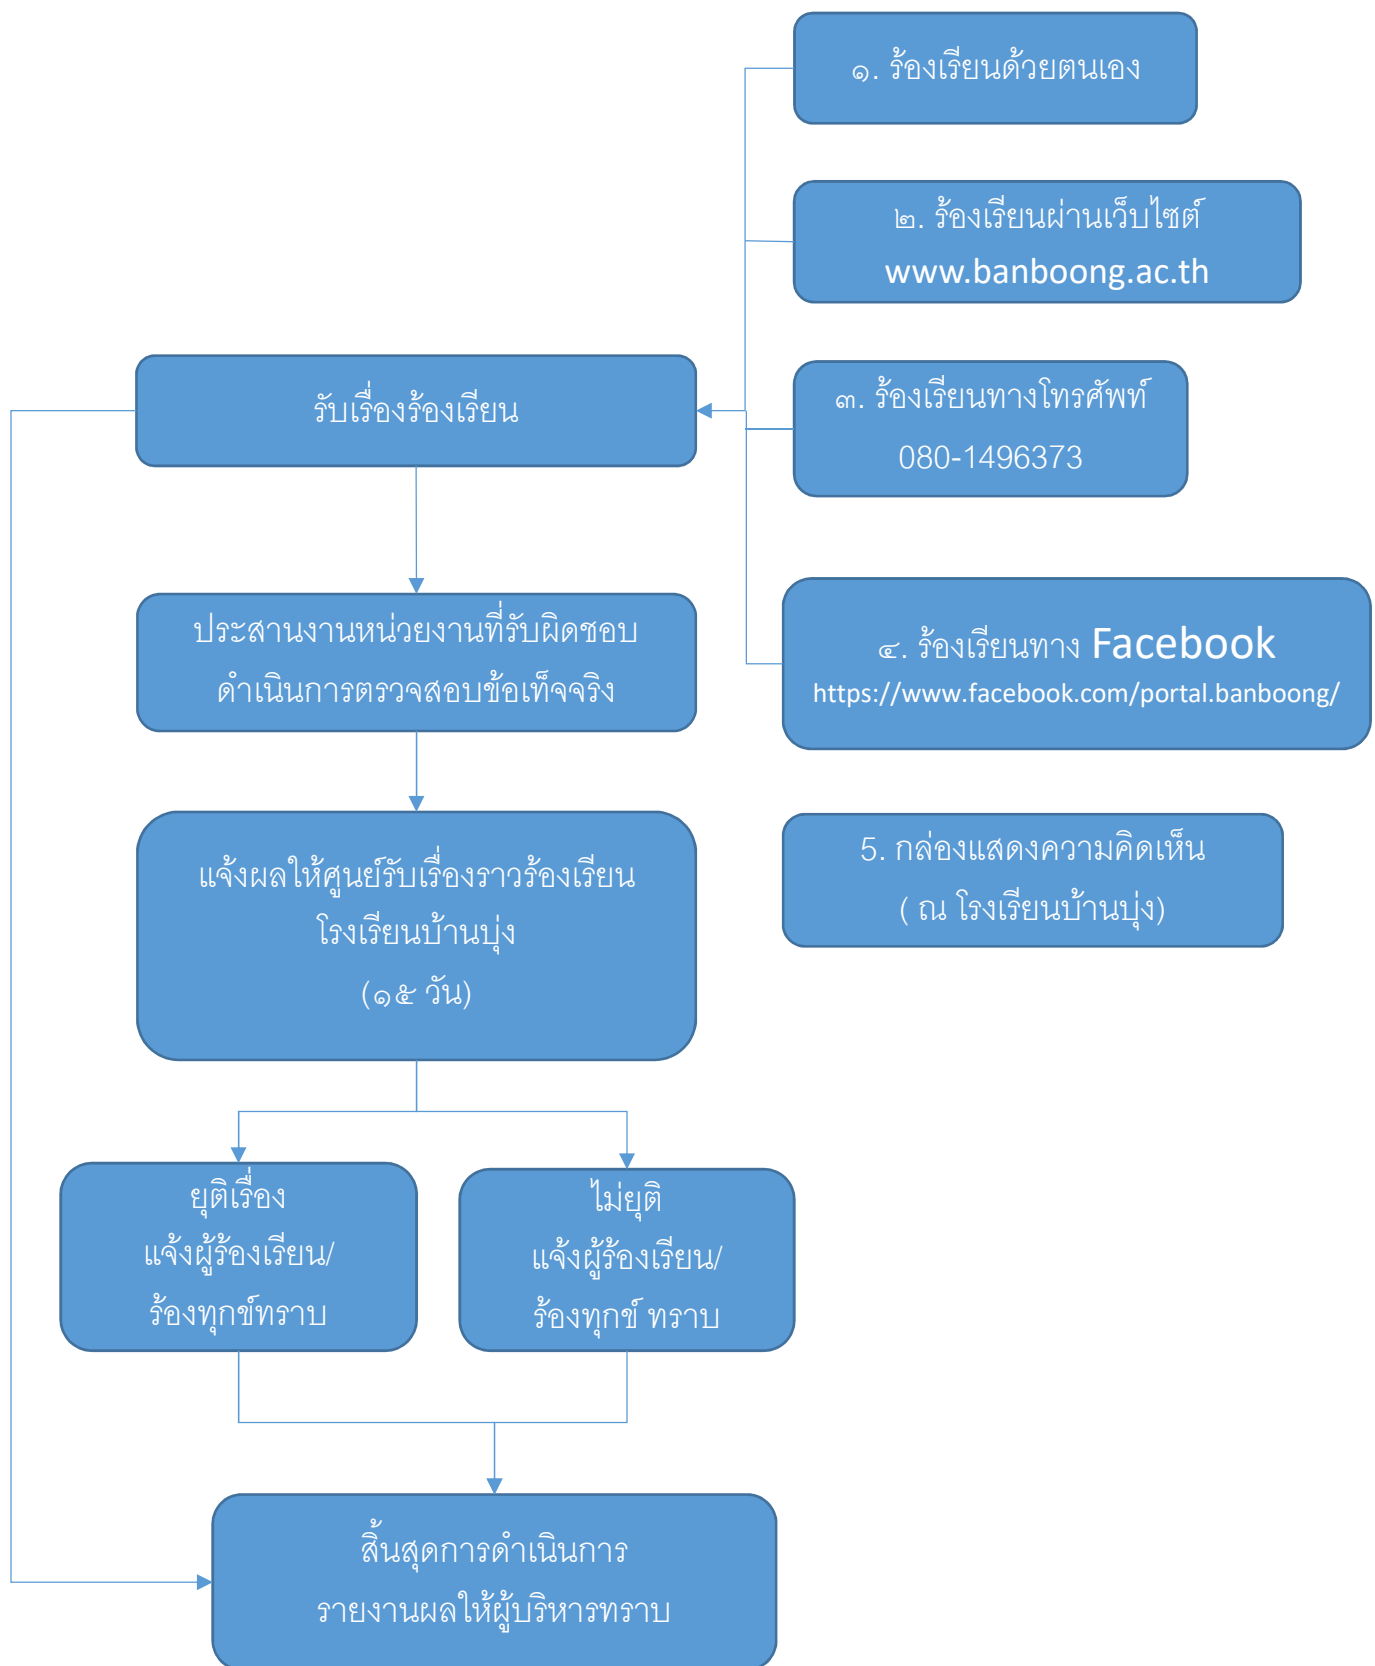 ๑. ร้องเรียนด้วยตนเอง
๒. ร้องเรียนผ่านเว็บไซต์
www.banboong.ac.th
๓. ร้องเรียนทางโทรศัพท์
080-1496373
๔. ร้องเรียนทาง Facebook
https://www.facebook.com/portal.banboong/
5. กล่องแสดงความคิดเห็น
( ณ โรงเรียนบ้านบุ่ง)
รับเรื่องร้องเรียน
ประสานงานหน่วยงานที่รับผิดชอบ
ดำเนินการตรวจสอบข้อเท็จจริง
แจ้งผลให้ศูนย์รับเรื่องราวร้องเรียน
โรงเรียนบ้านบุ่ง
(๑๕ วัน)
ยุติเรื่อง
แจ้งผู้ร้องเรียน/
ร้องทุกข์ทราบ
ไม่ยุติ
แจ้งผู้ร้องเรียน/
ร้องทุกข์ ทราบ
สิ้นสุดการดำเนินการ
รายงานผลให้ผู้บริหารทราบ